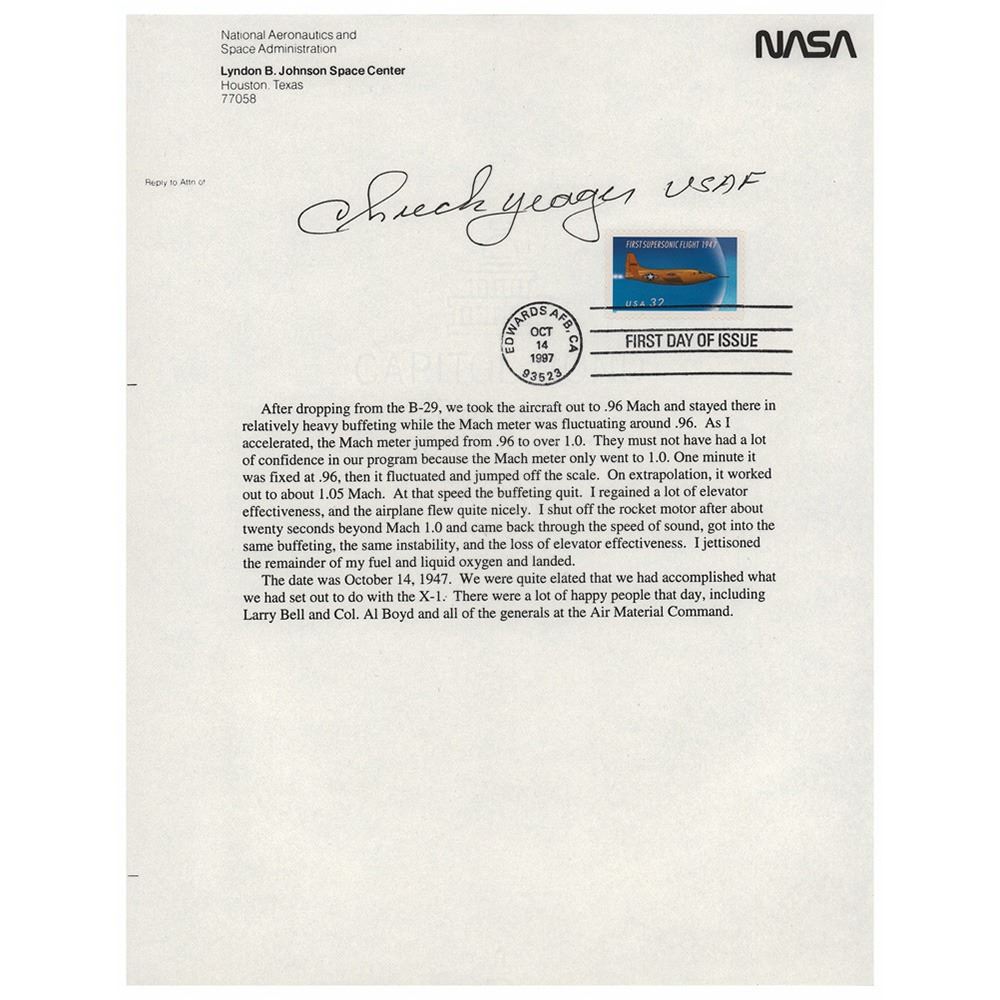 National Aeronautics and
Space Administration
Lyndon B. Johnson Space Center
Houston, Texas
77058
NASA
Reply to Attn of
Chuck Yeager USAF
FIRST SUPERSONIC FLIGHT 1947
USA 32
EDWARDS AFB, CA
OCT
14
1997
93523
FIRST DAY OF ISSUE
CAPITOL
After dropping from the B-29, we took the aircraft out to .96 Mach and stayed there in
relatively heavy buffeting while the Mach meter was fluctuating around .96. As I
accelerated, the Mach meter jumped from .96 to over 1.0. They must not have had a lot
of confidence in our program because the Mach meter only went to 1.0. One minute it
was fixed at .96, then it fluctuated and jumped off the scale. On extrapolation, it worked
out to about 1.05 Mach. At that speed the buffeting quit. I regained a lot of elevator
effectiveness, and the airplane flew quite nicely. I shut off the rocket motor after about
twenty seconds beyond Mach 1.0 and came back through the speed of sound, got into the
same buffeting, the same instability, and the loss of elevator effectiveness. I jettisoned
the remainder of my fuel and liquid oxygen and landed.
The date was October 14, 1947. We were quite elated that we had accomplished what
we had set out to do with the X-1. There were a lot of happy people that day, including
Larry Bell and Col. Al Boyd and all of the generals at the Air Material Command.